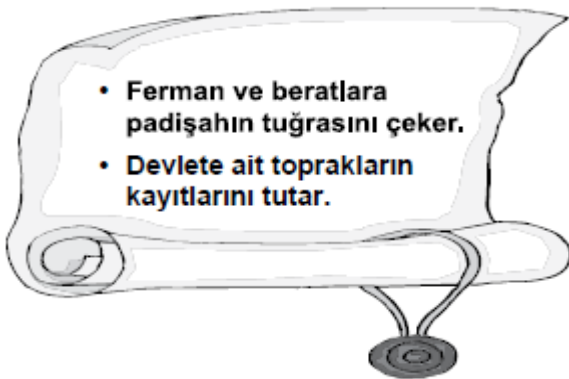 • Ferman ve beratlara
padişahın tuğrasını çeker.
• Devlete ait toprakların
kayıtlarını tutar.